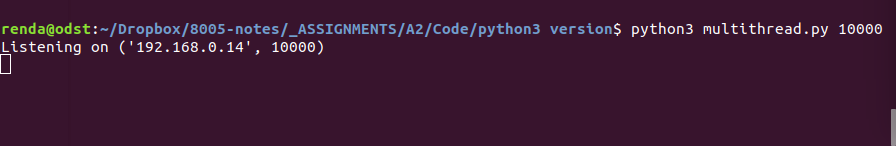 renda@odst:~/Dropbox/8005-notes/_ASSIGNMENTS/A2/Code/python3 version$ python3 multithread.py 10000
Listening on ('192.168.0.14', 10000)